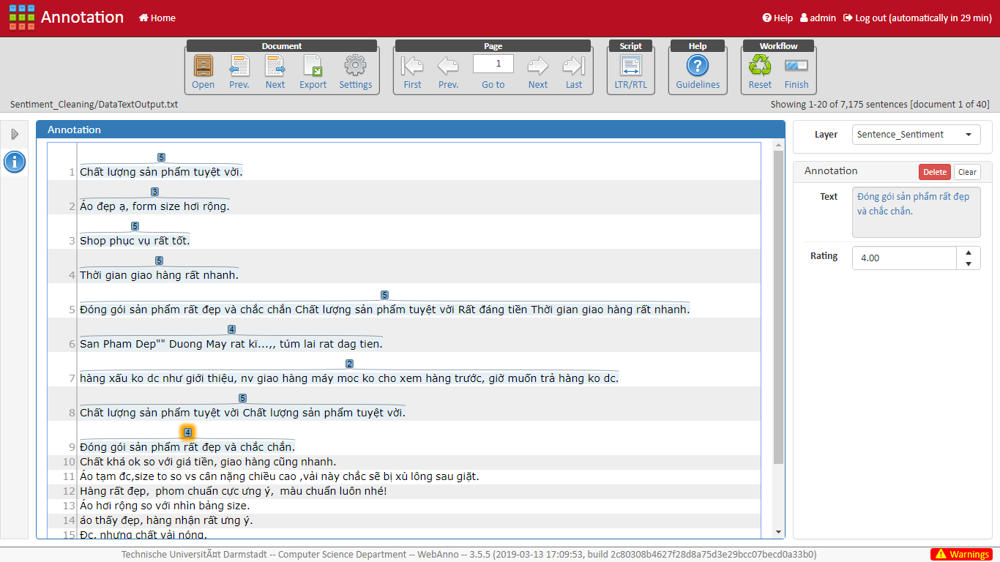 Annotation Home Help admin Log out (automatically in 29 min)
Document Page Script Help Workflow
1
Open Prev. Next Export Settings First Prev. Go to Next Last LTR/RTL Guidelines Reset Finish
Sentiment_Cleaning/DataTextOutput.txt Showing 1-20 of 7,175 sentences [document 1 of 40]
Annotation
5
1 Chất lượng sản phẩm tuyệt vời.
3
2 Áo đẹp ạ, form size hơi rộng.
5
3 Shop phục vụ rất tốt.
5
4 Thời gian giao hàng rất nhanh.
5
5 Đóng gói sản phẩm rất đẹp và chắc chắn Chất lượng sản phẩm tuyệt vời Rất đáng tiền Thời gian giao hàng rất nhanh.
4
6 San Pham Dep"" Duong May rat kĩ...,, túm lai rat dag tien.
2
7 hàng xấu ko dc như giới thiệu, nv giao hàng máy moc ko cho xem hàng trước, giờ muốn trả hàng ko dc.
5
8 Chất lượng sản phẩm tuyệt vời Chất lượng sản phẩm tuyệt vời.
4
9 Đóng gói sản phẩm rất đẹp và chắc chắn.
10 Chất khá ok so với giá tiền, giao hàng cũng nhanh.
11 Áo tạm đc,size to so vs cân nặng chiều cao ,vải này chắc sẽ bị xù lông sau giặt.
12 Hàng rất đẹp, phom chuẩn cực ưng ý, màu chuẩn luôn nhé!
13 Áo hơi rộng so với nhìn bảng size.
14 áo thấy đẹp, hàng nhận rất ưng ý.
15 Đc, nhưng chất vải nóng.
Layer Sentence_Sentiment
Annotation Delete Clear
Text Đóng gói sản phẩm rất đẹp
và chắc chắn.
Rating 4.00
Technische UniversitÃ¤t Darmstadt -- Computer Science Department -- WebAnno -- 3.5.5 (2019-03-13 17:09:53, build 2c80308b4627f28d8a75d3e29bcc07becd0a33b0)
Warnings